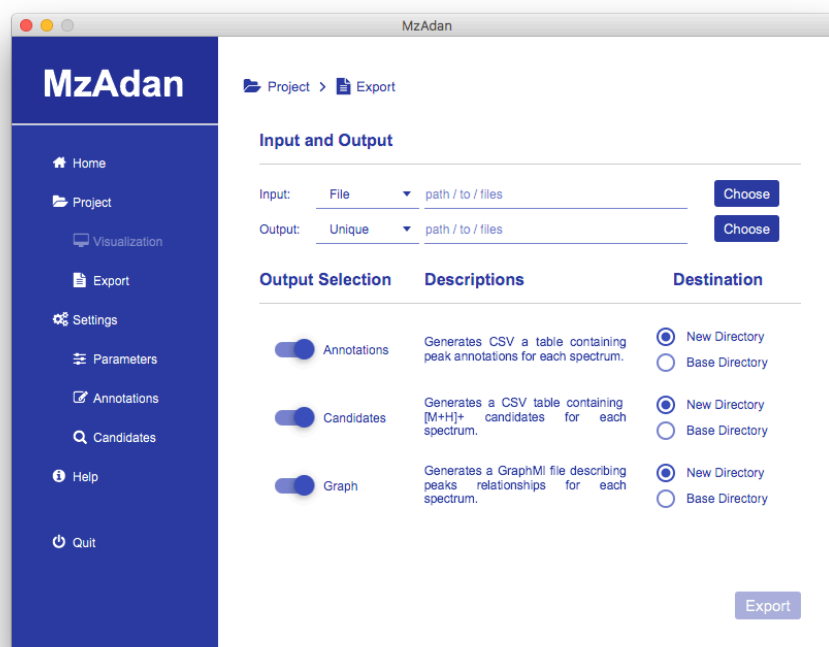 MzAdan
MzAdan
Home
Project
Visualization
Export
Settings
Parameters
Annotations
Candidates
Help
Quit
Project > Export
Input and Output
Input: File path / to / files Choose
Output: Unique path / to / files Choose
Output Selection Descriptions Destination
Annotations
Generates CSV a table containing
peak annotations for each spectrum.
New Directory
Base Directory
Candidates
Generates a CSV table containing
[M+H]+ candidates for each
spectrum.
New Directory
Base Directory
Graph
Generates a GraphMl file describing
peaks relationships for each
spectrum.
New Directory
Base Directory
Export